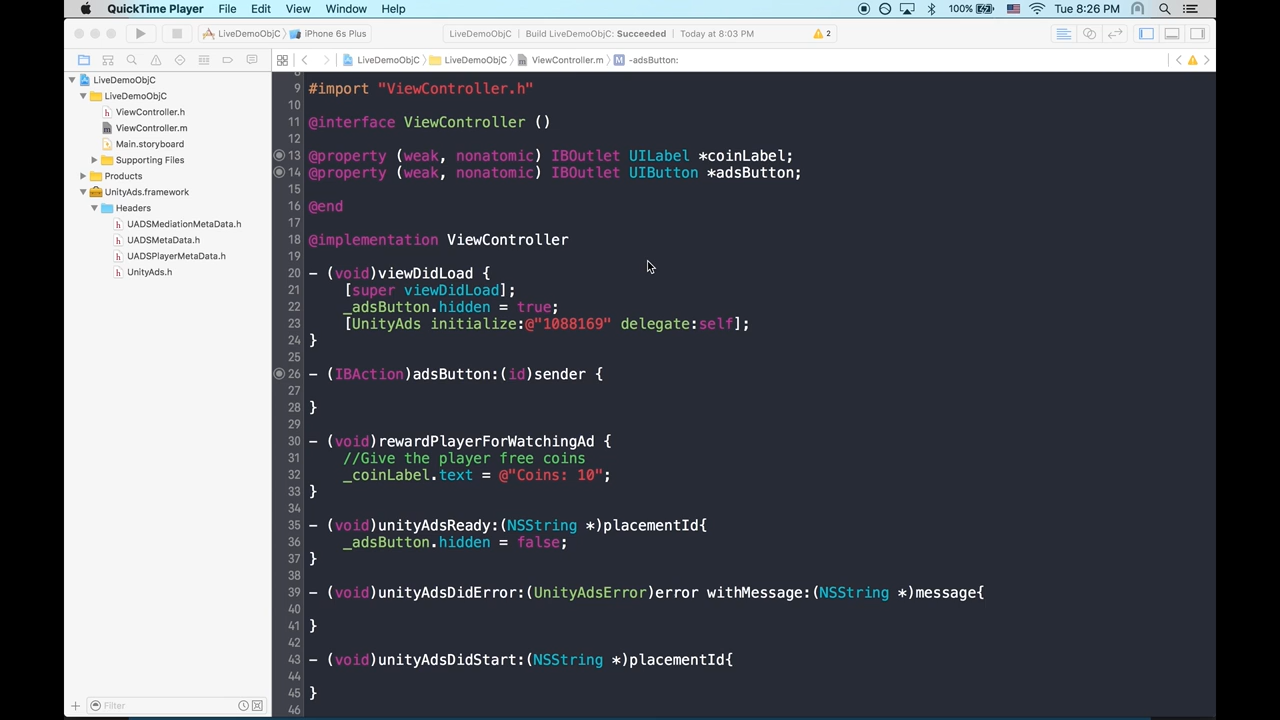 QuickTime Player File Edit View Window Help 100% Tue 8:26 PM
LiveDemoObjC iPhone 6s Plus LiveDemoObjC Build LiveDemoObjC: Succeeded Today at 8:03 PM 2
LiveDemoObjC LiveDemoObjC ViewController.m M -adsButton:
LiveDemoObjC
LiveDemoObjC
h ViewController.h
m ViewController.m
Main.storyboard
Supporting Files
Products
UnityAds.framework
Headers
h UADSMediationMetaData.h
h UADSMetaData.h
h UADSPlayerMetaData.h
h UnityAds.h
Filter
9 #import "ViewController.h"
10
11 @interface ViewController ()
12
13 @property (weak, nonatomic) IBOutlet UILabel *coinLabel;
14 @property (weak, nonatomic) IBOutlet UIButton *adsButton;
15
16 @end
17
18 @implementation ViewController
19
20 - (void)viewDidLoad {
21 [super viewDidLoad];
22 _adsButton.hidden = true;
23 [UnityAds initialize:@"1088169" delegate:self];
24 }
25
26 - (IBAction)adsButton:(id)sender {
27
28 }
29
30 - (void)rewardPlayerForWatchingAd {
31 //Give the player free coins
32 _coinLabel.text = @"Coins: 10";
33 }
34
35 - (void)unityAdsReady:(NSString *)placementId{
36 _adsButton.hidden = false;
37 }
38
39 - (void)unityAdsDidError:(UnityAdsError)error withMessage:(NSString *)message{
40
41 }
42
43 - (void)unityAdsDidStart:(NSString *)placementId{
44
45 }
46